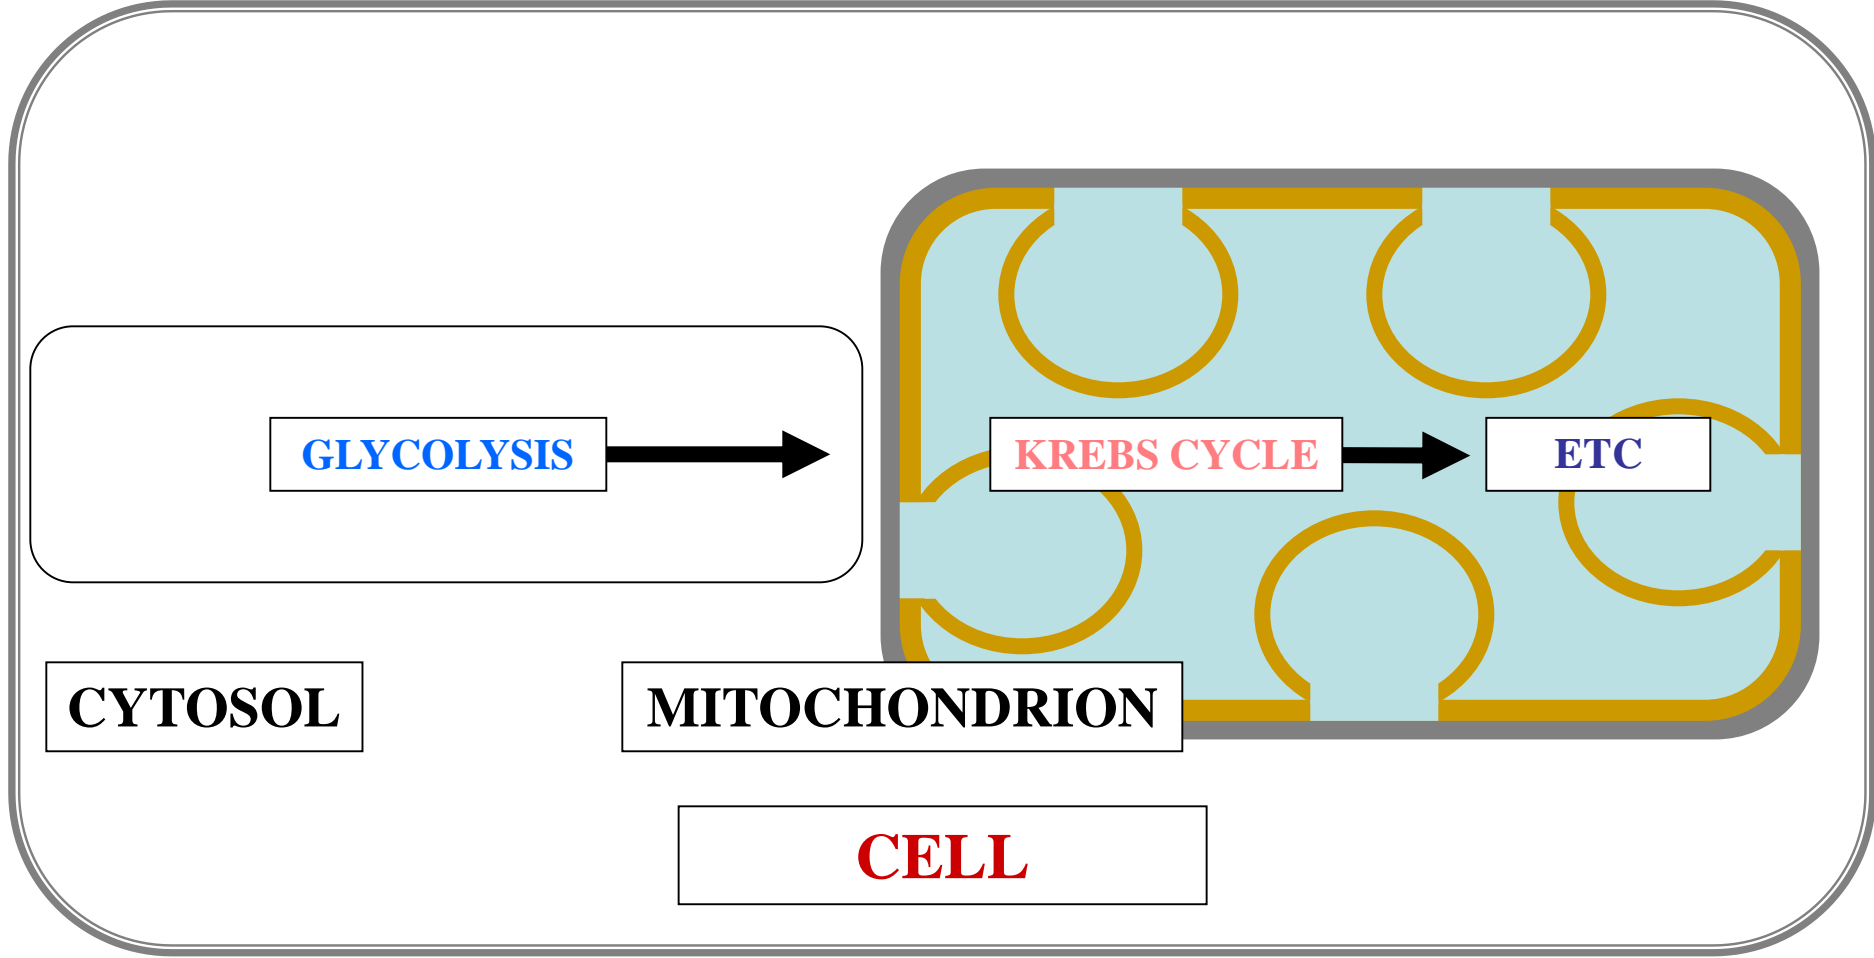 GLYCOLYSIS
KREBS CYCLE
ETC
CYTOSOL
MITOCHONDRION
CELL